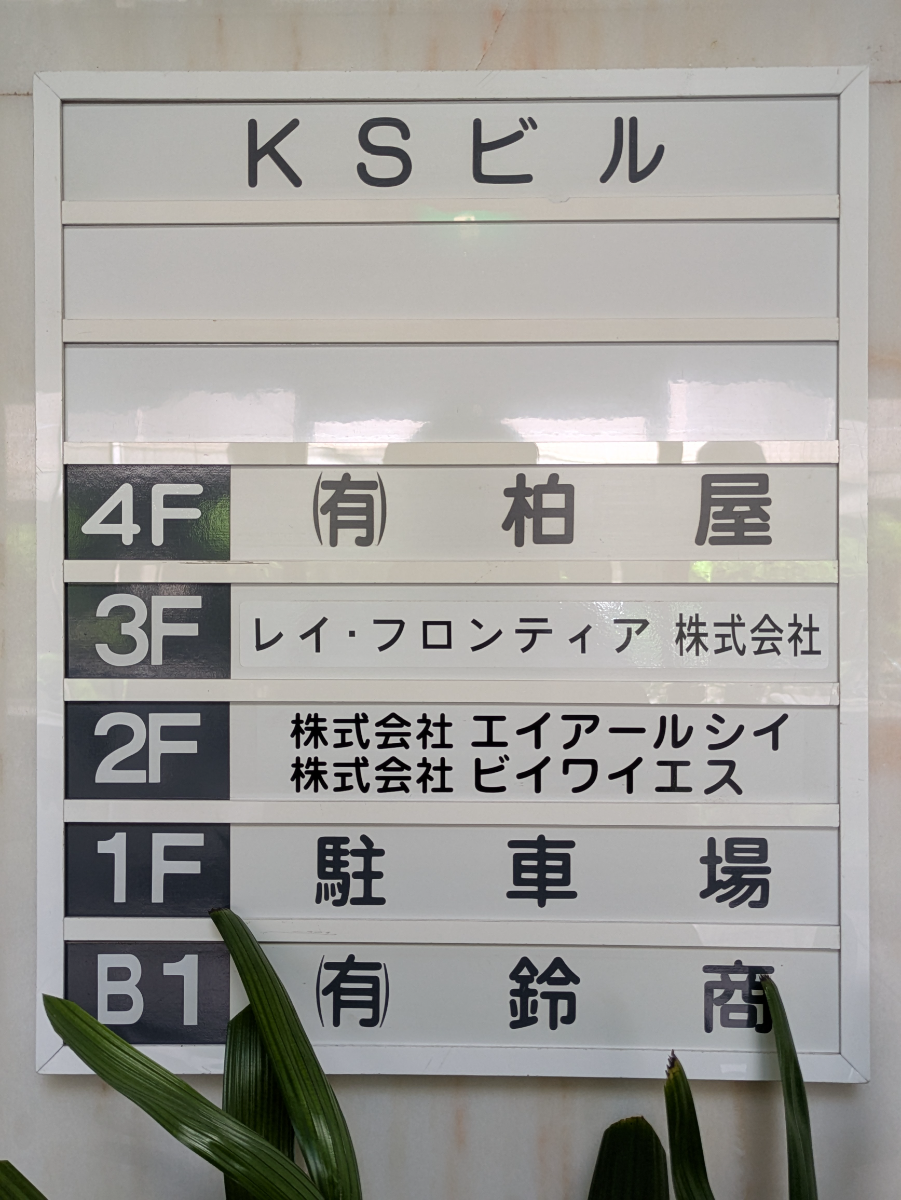 KSビル
4F ㈲柏屋
3F レイ・フロンティア 株式会社
2F 株式会社 エイアールシイ
株式会社 ビイワイエス
1F 駐車場
B1 ㈲鈴商